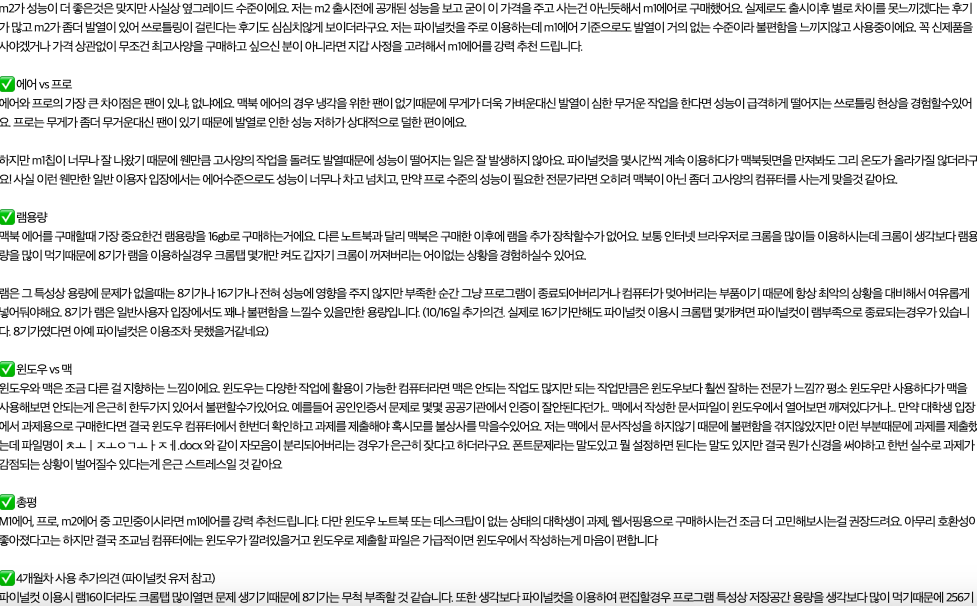 m2가 성능이 더 좋은것은 맞지만 사실상 옆그레이드 수준이에요. 저는 m2 출시전에 공개된 성능을 보고 굳이 이 가격을 주고 사는건 아닌듯해서 m1에어로 구매했어요. 실제로도 출시이후 별로 차이를 못느끼겠다는 후기
가 많고 m2가 좀더 발열이 있어 쓰로틀링이 걸린다는 후기도 심심치않게 보이더라구요. 저는 파이널컷을 주로 이용하는데 m1에어 기준으로도 발열이 거의 없는 수준이라 불편함을 느끼지않고 사용중이에요. 꼭 신제품을
사야겠거나 가격 상관없이 무조건 최고사양을 구매하고 싶으신 분이 아니라면 지갑 사정을 고려해서 m1에어를 강력 추천 드립니다.
✅에어 vs 프로
에어와 프로의 가장 큰 차이점은 팬이 있냐, 없냐에요. 맥북 에어의 경우 냉각을 위한 팬이 없기때문에 무게가 더욱 가벼운대신 발열이 심한 무거운 작업을 한다면 성능이 급격하게 떨어지는 쓰로틀링 현상을 경험할수있어
요. 프로는 무게가 좀더 무거운대신 팬이 있기 때문에 발열로 인한 성능 저하가 상대적으로 덜한 편이에요.
하지만 m1칩이 너무나 잘 나왔기 때문에 웬만큼 고사양의 작업을 돌려도 발열때문에 성능이 떨어지는 일은 잘 발생하지 않아요. 파이널컷을 몇시간씩 계속 이용하다가 맥북뒷면을 만져봐도 그리 온도가 올라가질 않더라구
요! 사실 이런 웬만한 일반 이용자 입장에서는 에어수준으로도 성능이 너무나 차고 넘치고, 만약 프로 수준의 성능이 필요한 전문가라면 오히려 맥북이 아닌 좀더 고사양의 컴퓨터를 사는게 맞을것 같아요.
✅램용량
맥북 에어를 구매할때 가장 중요한건 램용량을 16gb로 구매하는거에요. 다른 노트북과 달리 맥북은 구매한 이후에 램을 추가 장착할수가 없어요. 보통 인터넷 브라우저로 크롬을 많이들 이용하시는데 크롬이 생각보다 램용
량을 많이 먹기때문에 8기가 램을 이용하실경우 크롬탭 몇개만 켜도 갑자기 크롬이 꺼져버리는 어이없는 상황을 경험하실수 있어요.
램은 그 특성상 용량에 문제가 없을때는 8기가나 16기가나 전혀 성능에 영향을 주지 않지만 부족한 순간 그냥 프로그램이 종료되어버리거나 컴퓨터가 멎어버리는 부품이기 때문에 항상 최악의 상황을 대비해서 여유롭게
넣어둬야해요. 8기가 램은 일반사용자 입장에서도 꽤나 불편함을 느낄수 있을만한 용량입니다. (10/16일 추가의견. 실제로 16기가만해도 파이널컷 이용시 크롬탭 몇개켜면 파이널컷이 램부족으로 종료되는경우가 있습니
다. 8기가였다면 아예 파이널컷은 이용조차 못했을거같네요)
✅윈도우 vs 맥
윈도우와 맥은 조금 다른 걸 지향하는 느낌이에요. 윈도우는 다양한 작업에 활용이 가능한 컴퓨터라면 맥은 안되는 작업도 많지만 되는 작업만큼은 윈도우보다 훨씬 잘하는 전문가 느낌?? 평소 윈도우만 사용하다가 맥을
사용해보면 안되는게 은근히 한두가지 있어서 불편할수가있어요. 예를들어 공인인증서 문제로 몇몇 공공기관에서 인증이 잘안된다던가... 맥에서 작성한 문서파일이 윈도우에서 열어보면 깨져있다거나... 만약 대학생 입장
에서 과제용으로 구매한다면 결국 윈도우 컴퓨터에서 한번더 확인하고 과제를 제출해야 혹시모를 불상사를 막을수있어요. 저는 맥에서 문서작성을 하지않기 때문에 불편함을 겪지않았지만 이런 부분때문에 과제를 제출했
는데 파일명이 ㅊㅗㅣㅈㅗㅇㄱㅗㅏㅈㅔ.docx 와 같이 자모음이 분리되어버리는 경우가 은근히 잦다고 하더라구요. 폰트문제라는 말도있고 뭘 설정하면 된다는 말도 있지만 결국 뭔가 신경을 써야하고 한번 실수로 과제가
감점되는 상황이 벌어질수 있다는게 은근 스트레스일 것 같아요
✅총평
M1에어, 프로, m2에어 중 고민중이시라면 m1에어를 강력 추천드립니다. 다만 윈도우 노트북 또는 데스크탑이 없는 상태의 대학생이 과제, 웹서핑용으로 구매하시는건 조금 더 고민해보시는걸 권장드려요. 아무리 호환성이
좋아졌다고는 하지만 결국 조교님 컴퓨터에는 윈도우가 깔려있을거고 윈도우로 제출할 파일은 가급적이면 윈도우에서 작성하는게 마음이 편합니다
✅4개월차 사용 추가의견 (파이널컷 유저 참고)
파이널컷 이용시 램16이더라도 크롬탭 많이열면 문제 생기기때문에 8기가는 무척 부족할 것 같습니다. 또한 생각보다 파이널컷을 이용하여 편집할경우 프로그램 특성상 저장공간 용량을 생각보다 많이 먹기때문에 256기